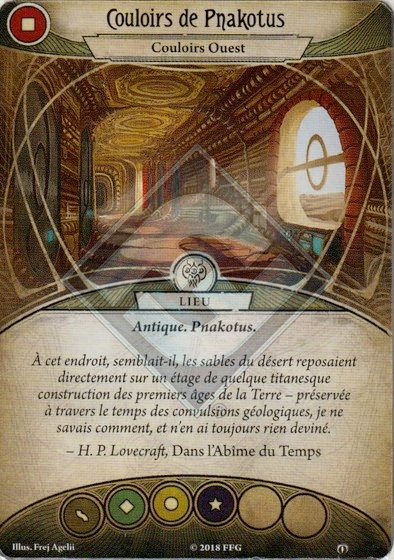 Couloirs de Pnakotus
Couloirs Ouest
LIEU
Antique. Pnakotus.
À cet endroit, semblait-il, les sables du désert reposaient
directement sur un étage de quelque titanesque
construction des premiers âges de la Terre – préservée
à travers le temps des convulsions géologiques, je ne
savais comment, et n'en ai toujours rien deviné.
– H. P. Lovecraft, Dans l'Abîme du Temps
Illus. Frej Agelii
© 2018 FFG